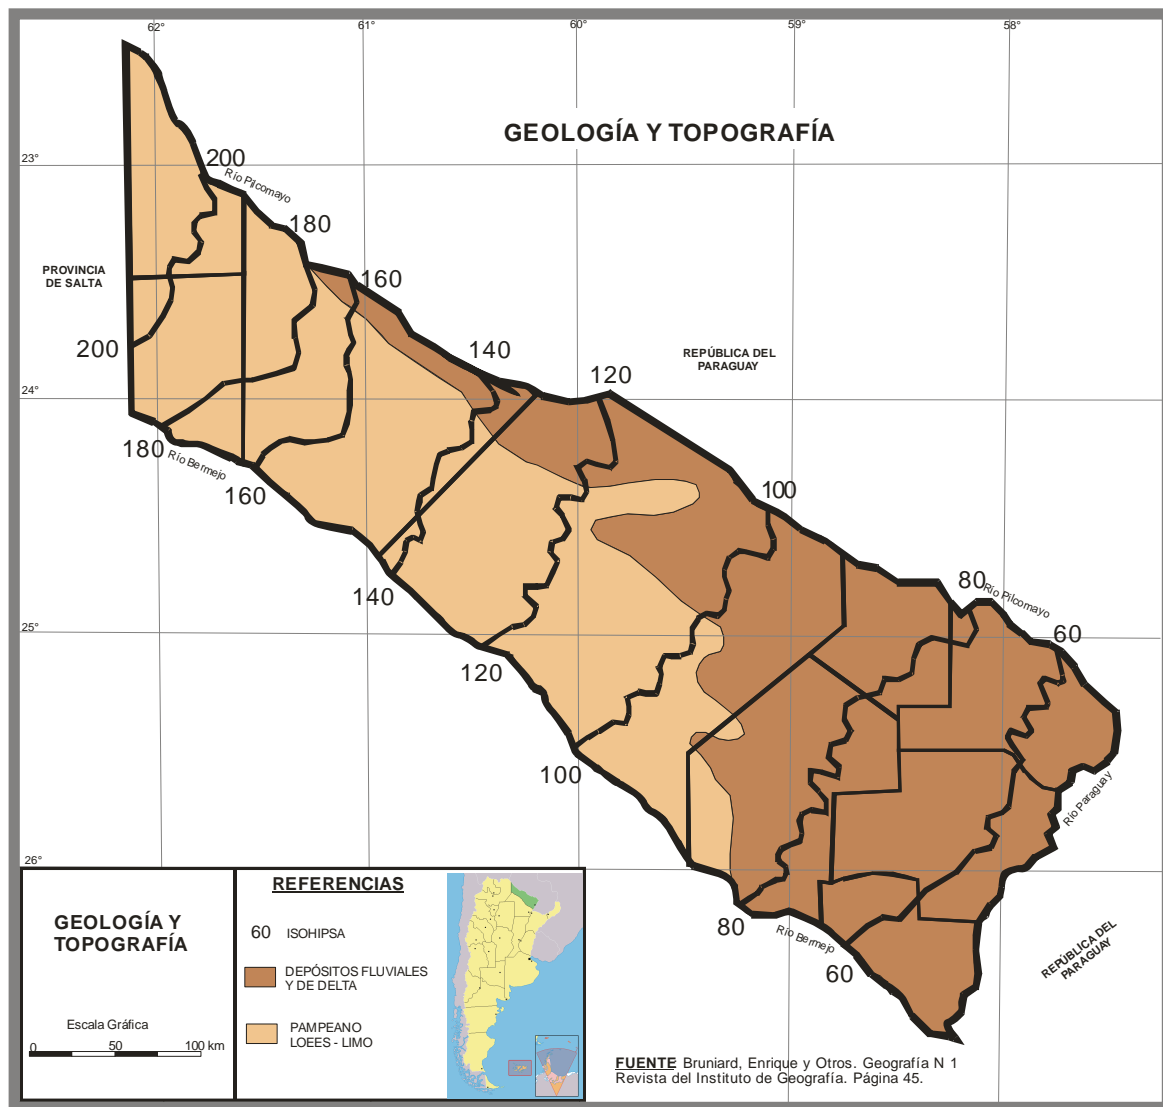 62°
61°
60°
59°
58°
GEOLOGÍA Y TOPOGRAFÍA
23°
200
Río Pilcomayo
180
PROVINCIA
DE SALTA
160
200
140
REPÚBLICA DEL
PARAGUAY
120
24°
180
Río Bermejo
160
100
140
80
Río Pilcomayo
25°
60
120
100
Río Paraguay
26°
80
Río Bermejo
60
REPÚBLICA DEL
PARAGUAY
GEOLOGÍA Y
TOPOGRAFÍA
Escala Gráfica
0 50 100 km
REFERENCIAS
60 ISOHIPSA
DEPÓSITOS FLUVIALES
Y DE DELTA
PAMPEANO
LOEES - LIMO
FUENTE: Bruniard, Enrique y Otros. Geografía N 1
Revista del Instituto de Geografía. Página 45.